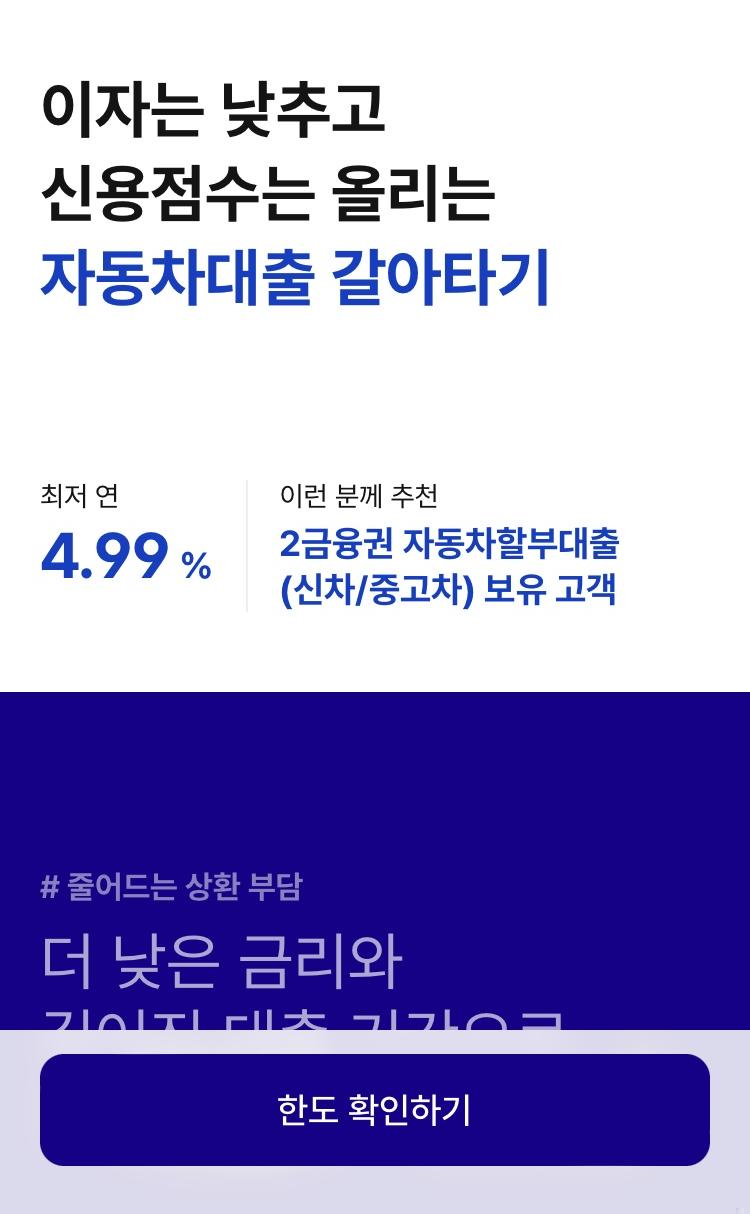 이자는 낮추고
신용점수는 올리는
자동차대출 갈아타기
최저 연
4.99 %
이런 분께 추천
2금융권 자동차할부대출
(신차/중고차) 보유 고객
# 줄어드는 상환 부담
더 낮은 금리와
한도 확인하기